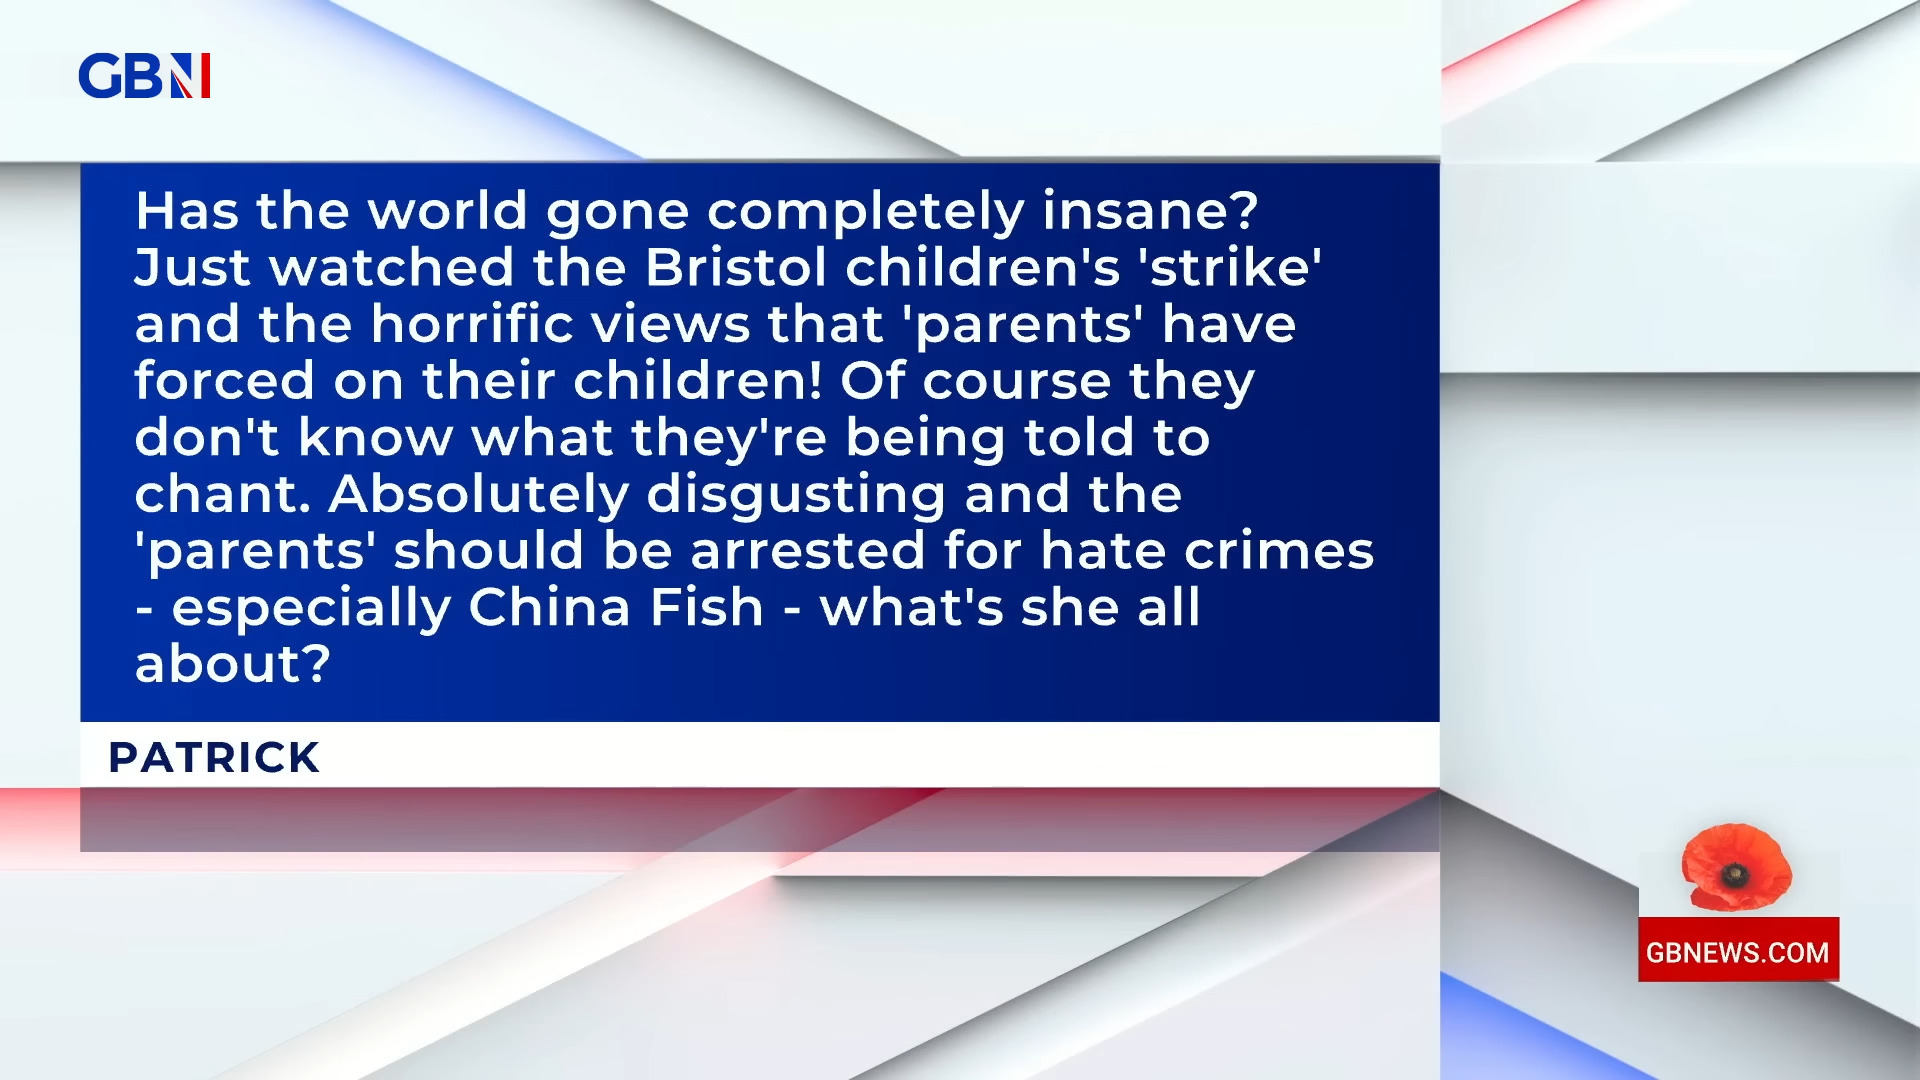 GBN
Has the world gone completely insane?
Just watched the Bristol children's 'strike'
and the horrific views that 'parents' have
forced on their children! Of course they
don't know what they're being told to
chant. Absolutely disgusting and the
'parents' should be arrested for hate crimes
- especially China Fish - what's she all
about?
PATRICK
GBNEWS.COM